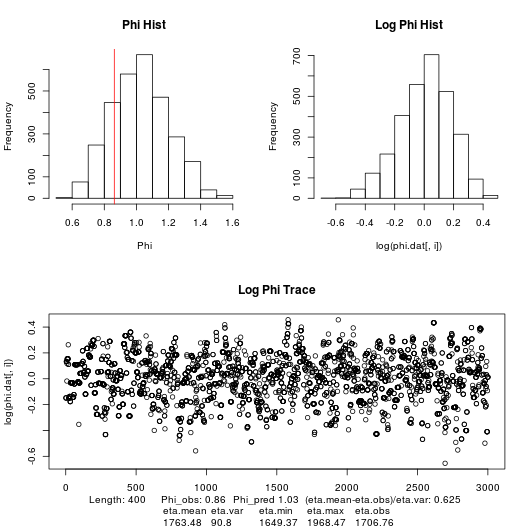 Phi Hist
Log Phi Hist
Frequency
0 100 300 500
0.6 0.8 1.0 1.2 1.4 1.6
Phi
Frequency
0 100 300 500 700
-0.6 -0.4 -0.2 0.0 0.2 0.4
log(phi.dat[, i])
Log Phi Trace
log(phi.dat[, i])
-0.6 -0.2 0.0 0.2 0.4
0 500 1000 1500 2000 2500 3000
Length: 400 Phi_obs: 0.86 Phi_pred 1.03 (eta.mean-eta.obs)/eta.var: 0.625
eta.mean eta.var eta.min eta.max eta.obs
1763.48 90.8 1649.37 1968.47 1706.76